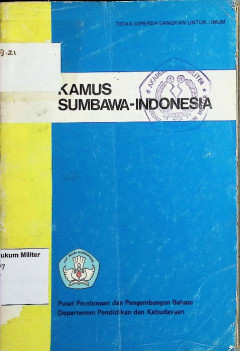 TIDAK DIPERDAGANGKAN UNTUK UMUM
KAMUS
SUMBAWA-INDONESIA
ukum Militer
Pusat Pembinaan dan Pengembangan Bahasa
Departemen Pendidikan dan Kebudayaan